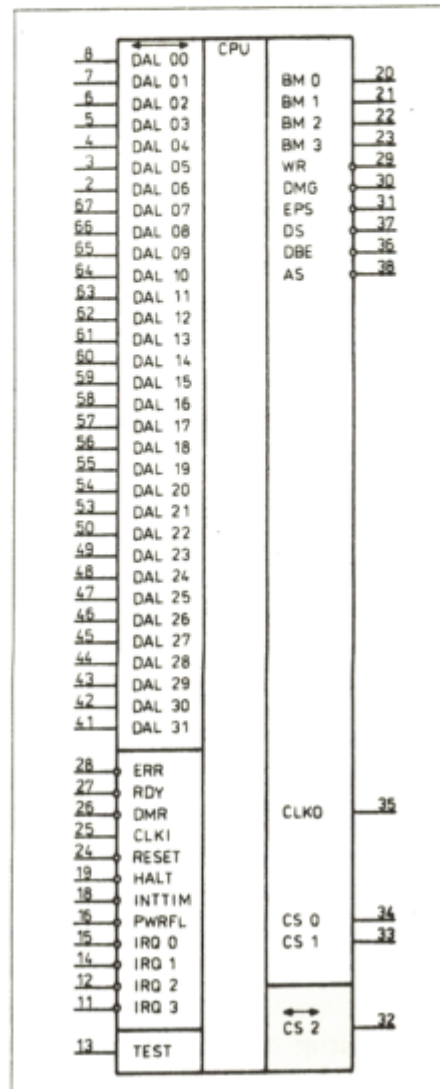 CPU
8 DAL 00
7 DAL 01
6 DAL 02
5 DAL 03
4 DAL 04
3 DAL 05
2 DAL 06
67 DAL 07
66 DAL 08
65 DAL 09
64 DAL 10
63 DAL 11
62 DAL 12
61 DAL 13
60 DAL 14
59 DAL 15
58 DAL 16
57 DAL 17
56 DAL 18
55 DAL 19
54 DAL 20
53 DAL 21
50 DAL 22
49 DAL 23
48 DAL 24
47 DAL 25
46 DAL 26
45 DAL 27
44 DAL 28
43 DAL 29
42 DAL 30
41 DAL 31
28 ERR
27 RDY
26 DMR
25 CLKI
24 RESET
19 HALT
18 INTTIM
16 PWRFL
15 IRQ 0
14 IRQ 1
12 IRQ 2
11 IRQ 3
13 TEST
BM 0 20
BM 1 21
BM 2 22
BM 3 23
WR 29
DMG 30
EPS 31
DS 37
DBE 36
AS 38
CLKO 35
CS 0 34
CS 1 33
CS 2 32